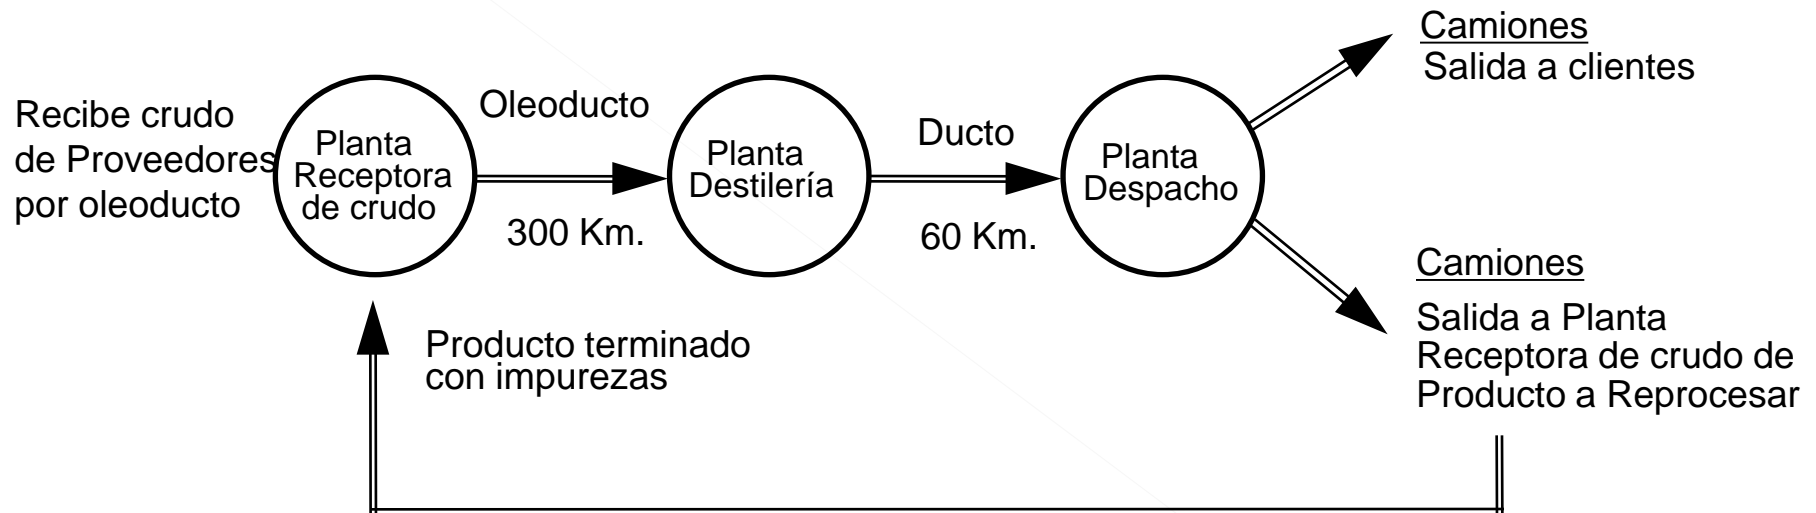 Recibe crudo
de Proveedores
por oleoducto
Planta
Receptora
de crudo
Oleoducto
300 Km.
Planta
Destilería
Ducto
60 Km.
Planta
Despacho
Camiones
Salida a clientes
Camiones
Salida a Planta
Receptora de crudo de
Producto a Reprocesar
Producto terminado
con impurezas